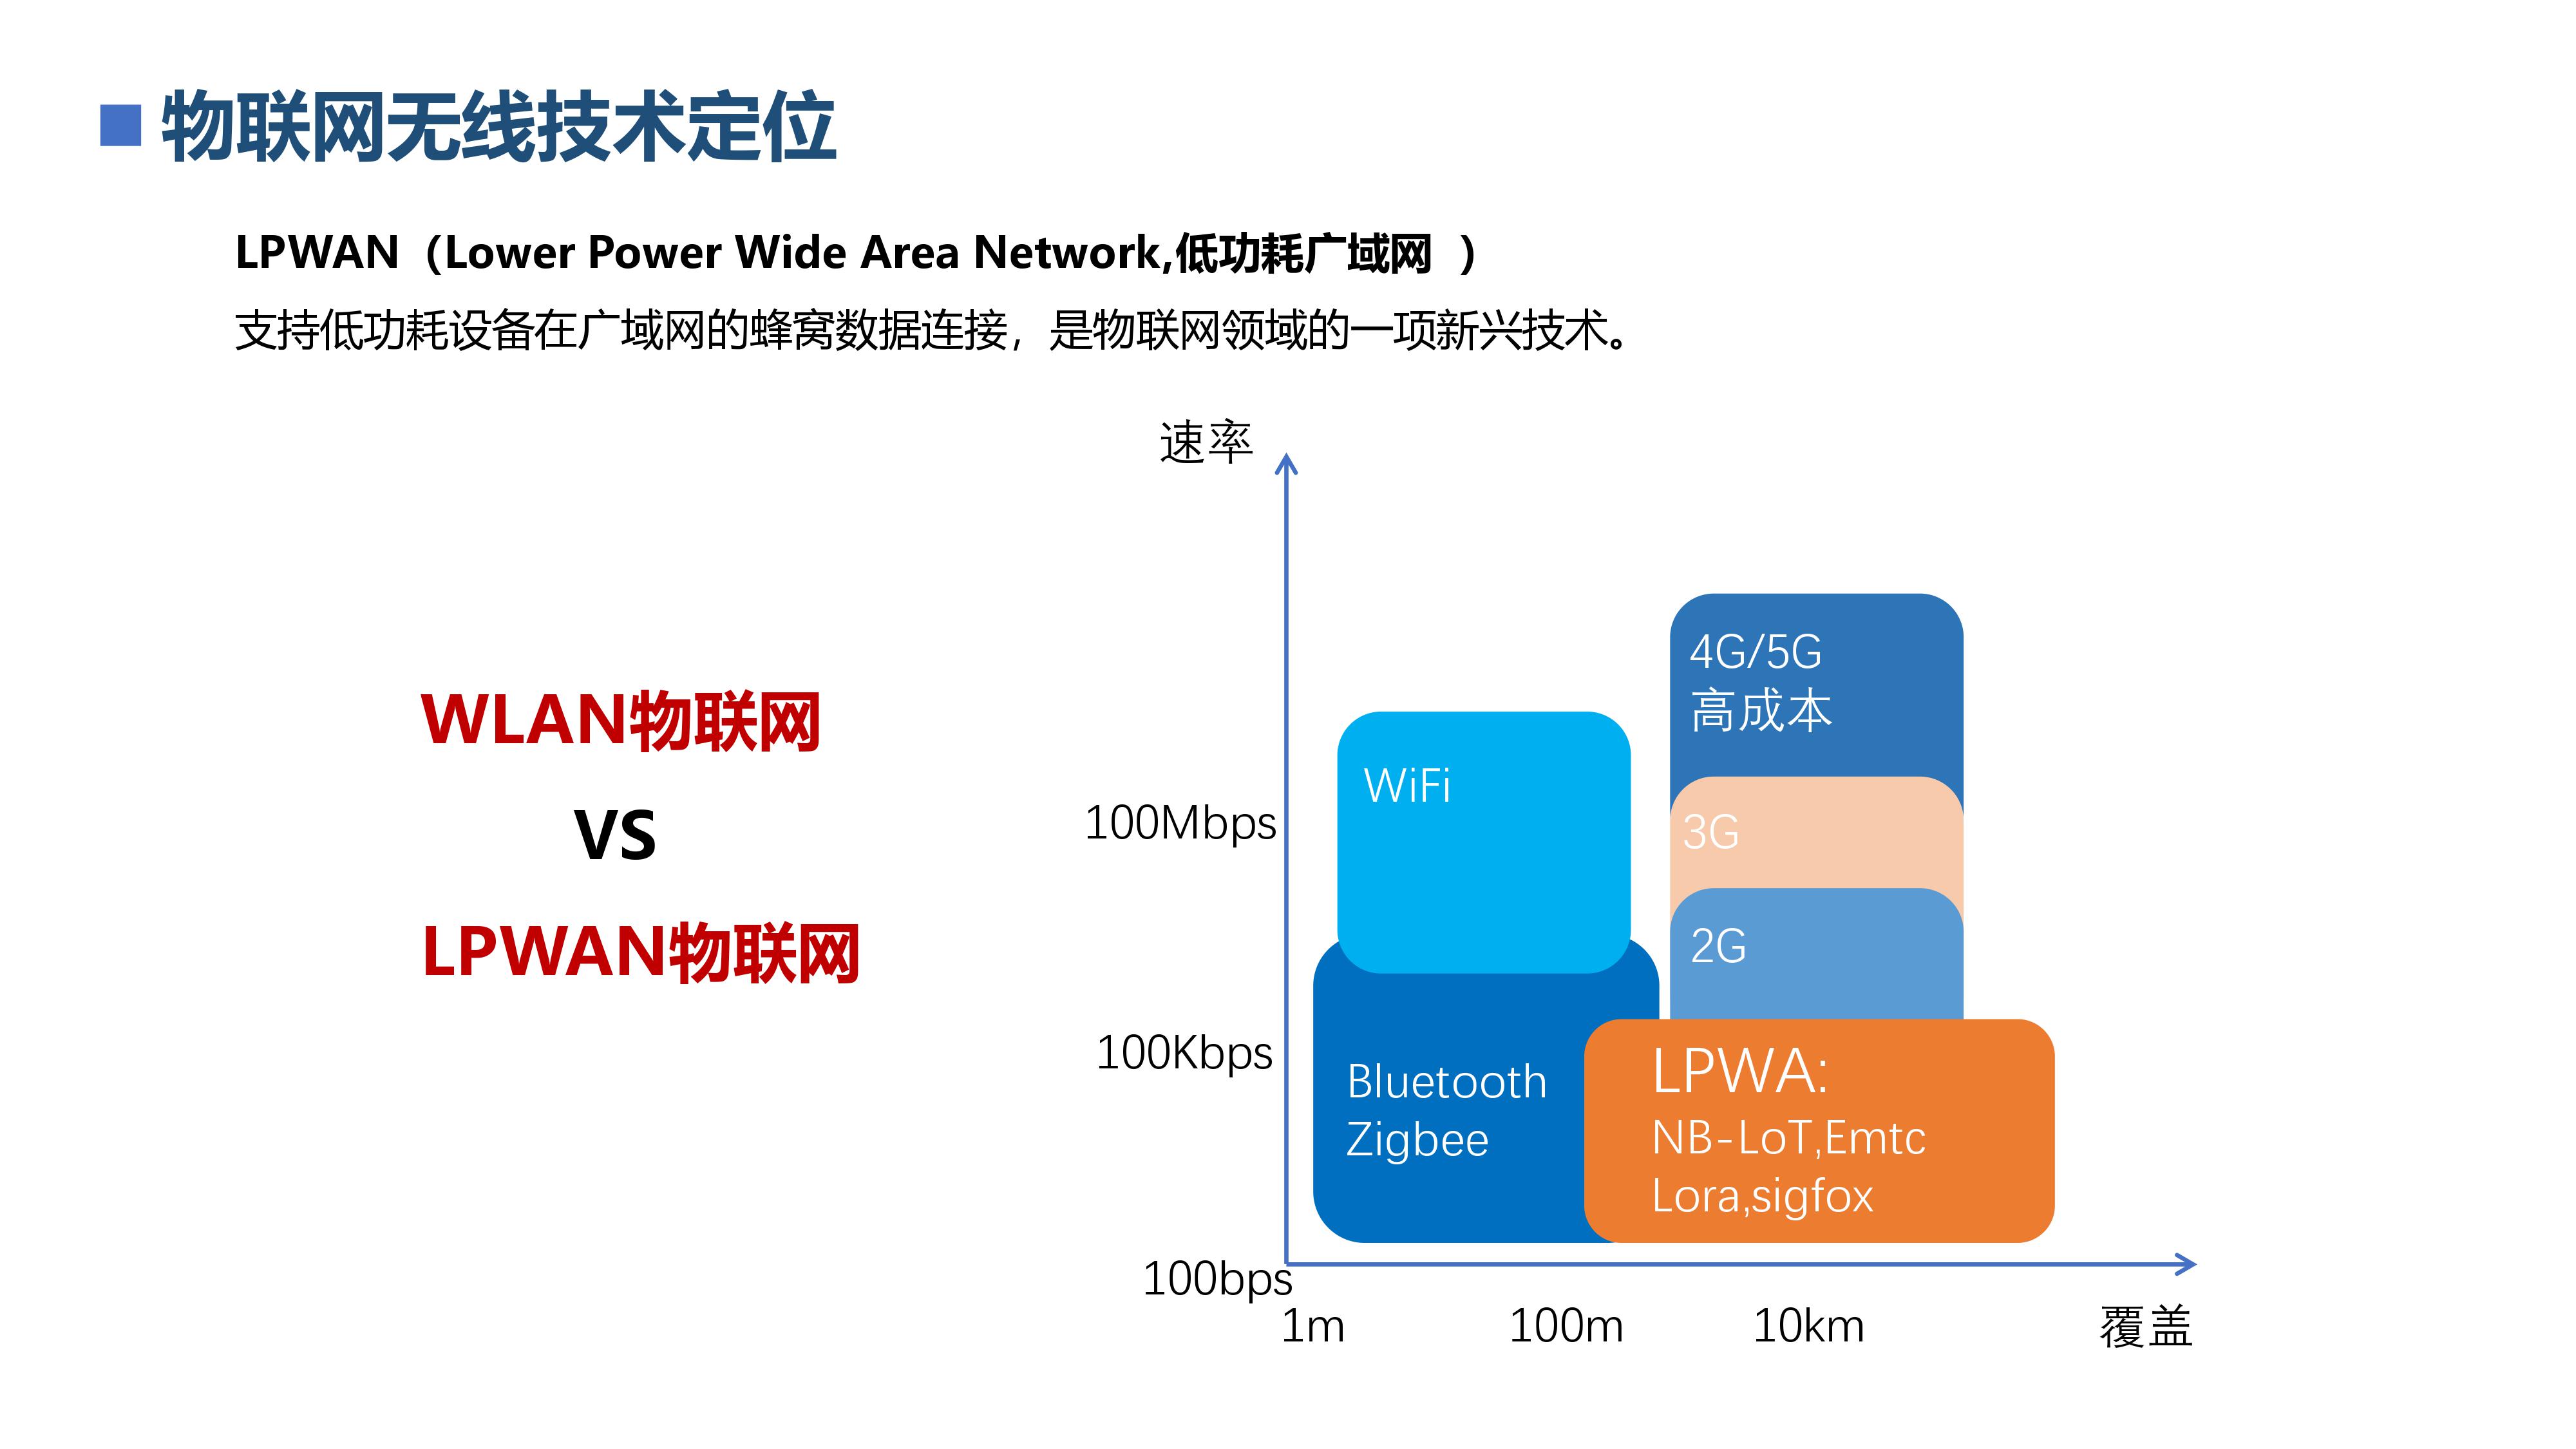 物联网无线技术定位
LPWAN（Lower Power Wide Area Network,低功耗广域网 ）
支持低功耗设备在广域网的蜂窝数据连接，是物联网领域的一项新兴技术。
WLAN物联网
VS
LPWAN物联网
速率
4G/5G
高成本
WiFi
100Mbps
3G
2G
100Kbps
Bluetooth
Zigbee
LPWA:
NB-LoT,Emtc
Lora,sigfox
100bps
1m
100m
10km
覆盖